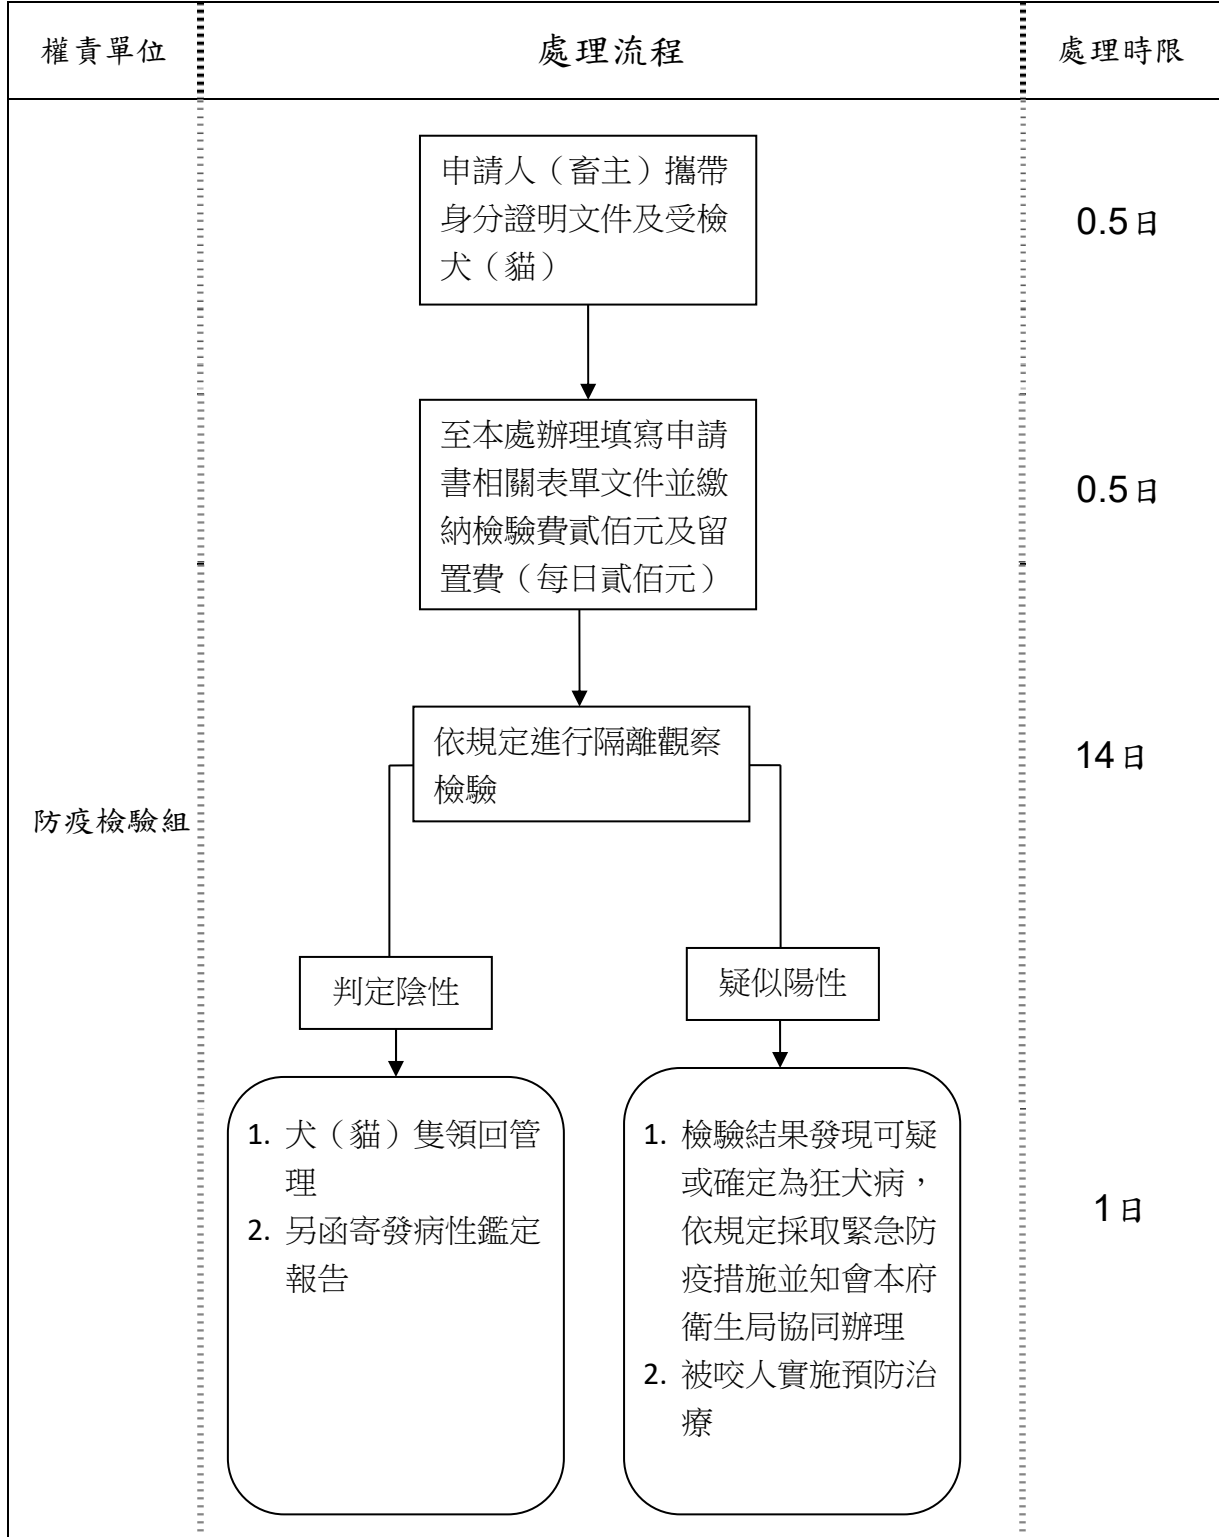 權責單位
處理流程
處理時限
申請人（畜主）攜帶
身分證明文件及受檢
犬（貓）
0.5日
至本處辦理填寫申請
書相關表單文件並繳
納檢驗費貳佰元及留
置費（每日貳佰元）
0.5日
依規定進行隔離觀察
檢驗
14日
防疫檢驗組
判定陰性
疑似陽性
1. 犬（貓）隻領回管
理
2. 另函寄發病性鑑定
報告
1. 檢驗結果發現可疑
或確定為狂犬病，
依規定採取緊急防
疫措施並知會本府
衛生局協同辦理
2. 被咬人實施預防治
療
1日